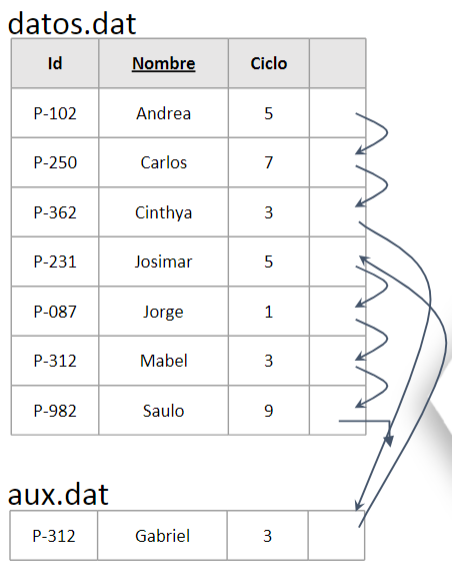 datos.dat
Id Nombre Ciclo
P-102 Andrea 5
P-250 Carlos 7
P-362 Cinthya 3
P-231 Josimar 5
P-087 Jorge 1
P-312 Mabel 3
P-982 Saulo 9
aux.dat
P-312 Gabriel 3